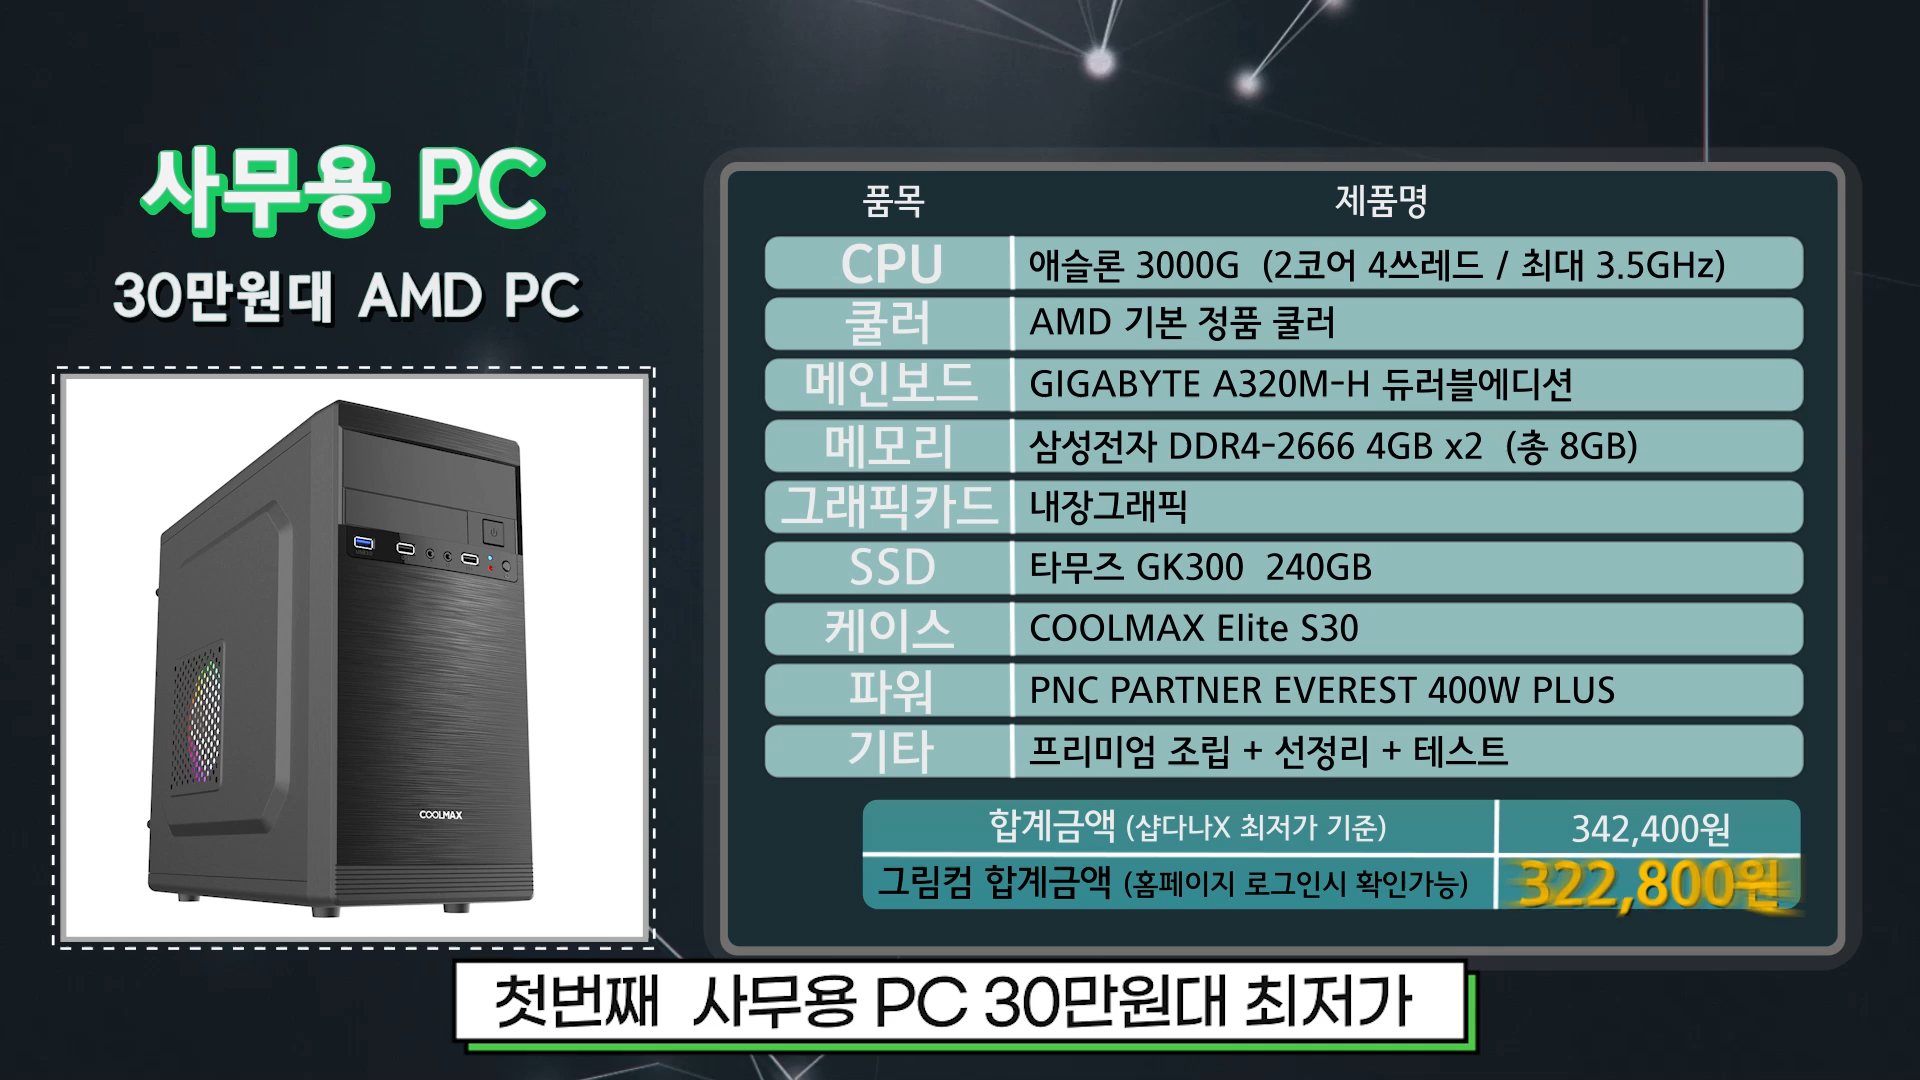 사무용 PC
30만원대 AMD PC
COOLMAX
품목 제품명
CPU 애슬론 3000G (2코어 4쓰레드 / 최대 3.5GHz)
쿨러 AMD 기본 정품 쿨러
메인보드 GIGABYTE A320M-H 듀러블에디션
메모리 삼성전자 DDR4-2666 4GB x2 (총 8GB)
그래픽카드 내장그래픽
SSD 타무즈 GK300 240GB
케이스 COOLMAX Elite S30
파워 PNC PARTNER EVEREST 400W PLUS
기타 프리미엄 조립 + 선정리 + 테스트
합계금액 (샵다나X 최저가 기준) 342,400원
그림컴 합계금액 (홈페이지 로그인시 확인가능) 322,800원
첫번째 사무용 PC 30만원대 최저가